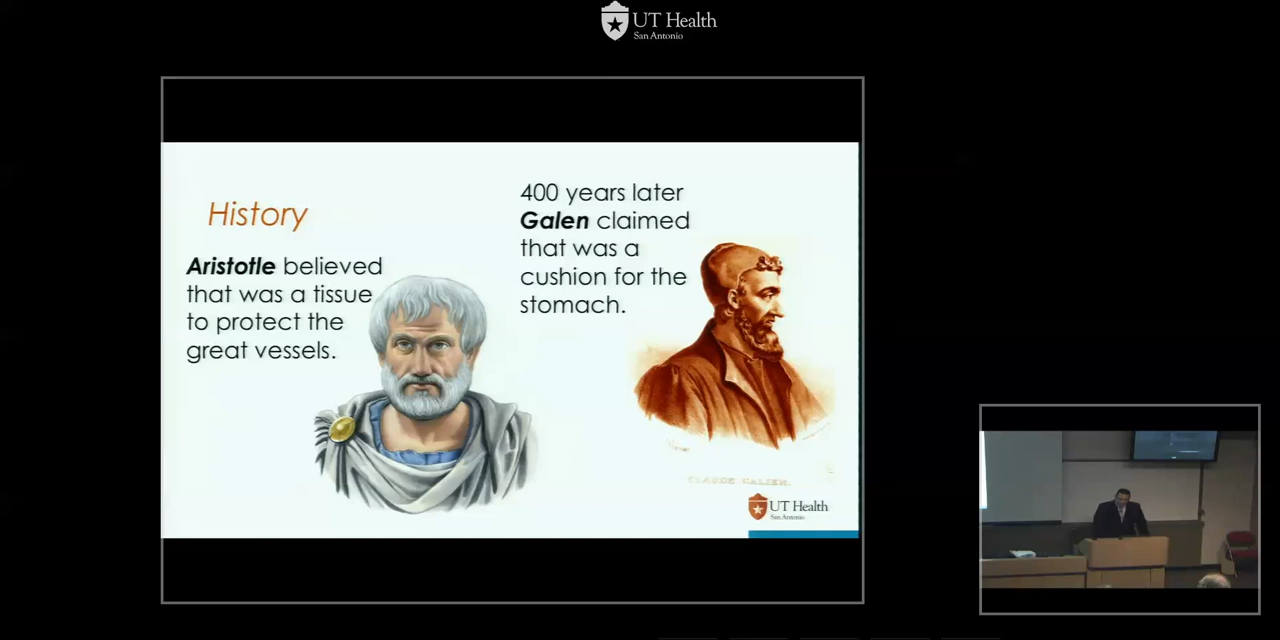 UT Health
San Antonio
History
Aristotle believed
that was a tissue
to protect the
great vessels.
400 years later
Galen claimed
that was a
cushion for the
stomach.
CLAUDE GALIEN.
UT Health
San Antonio